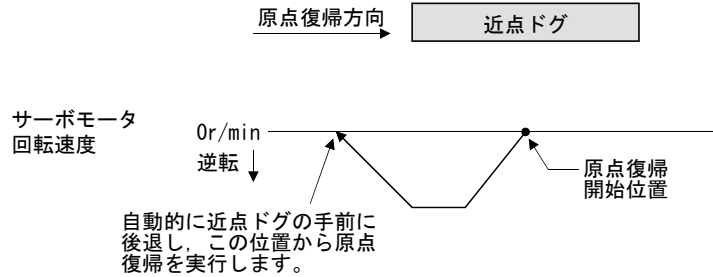 原点復帰方向
近点ドグ
サーボモータ
回転速度
0r/min
逆転
原点復帰
開始位置
自動的に近点ドグの手前に
後退し，この位置から原点
復帰を実行します。